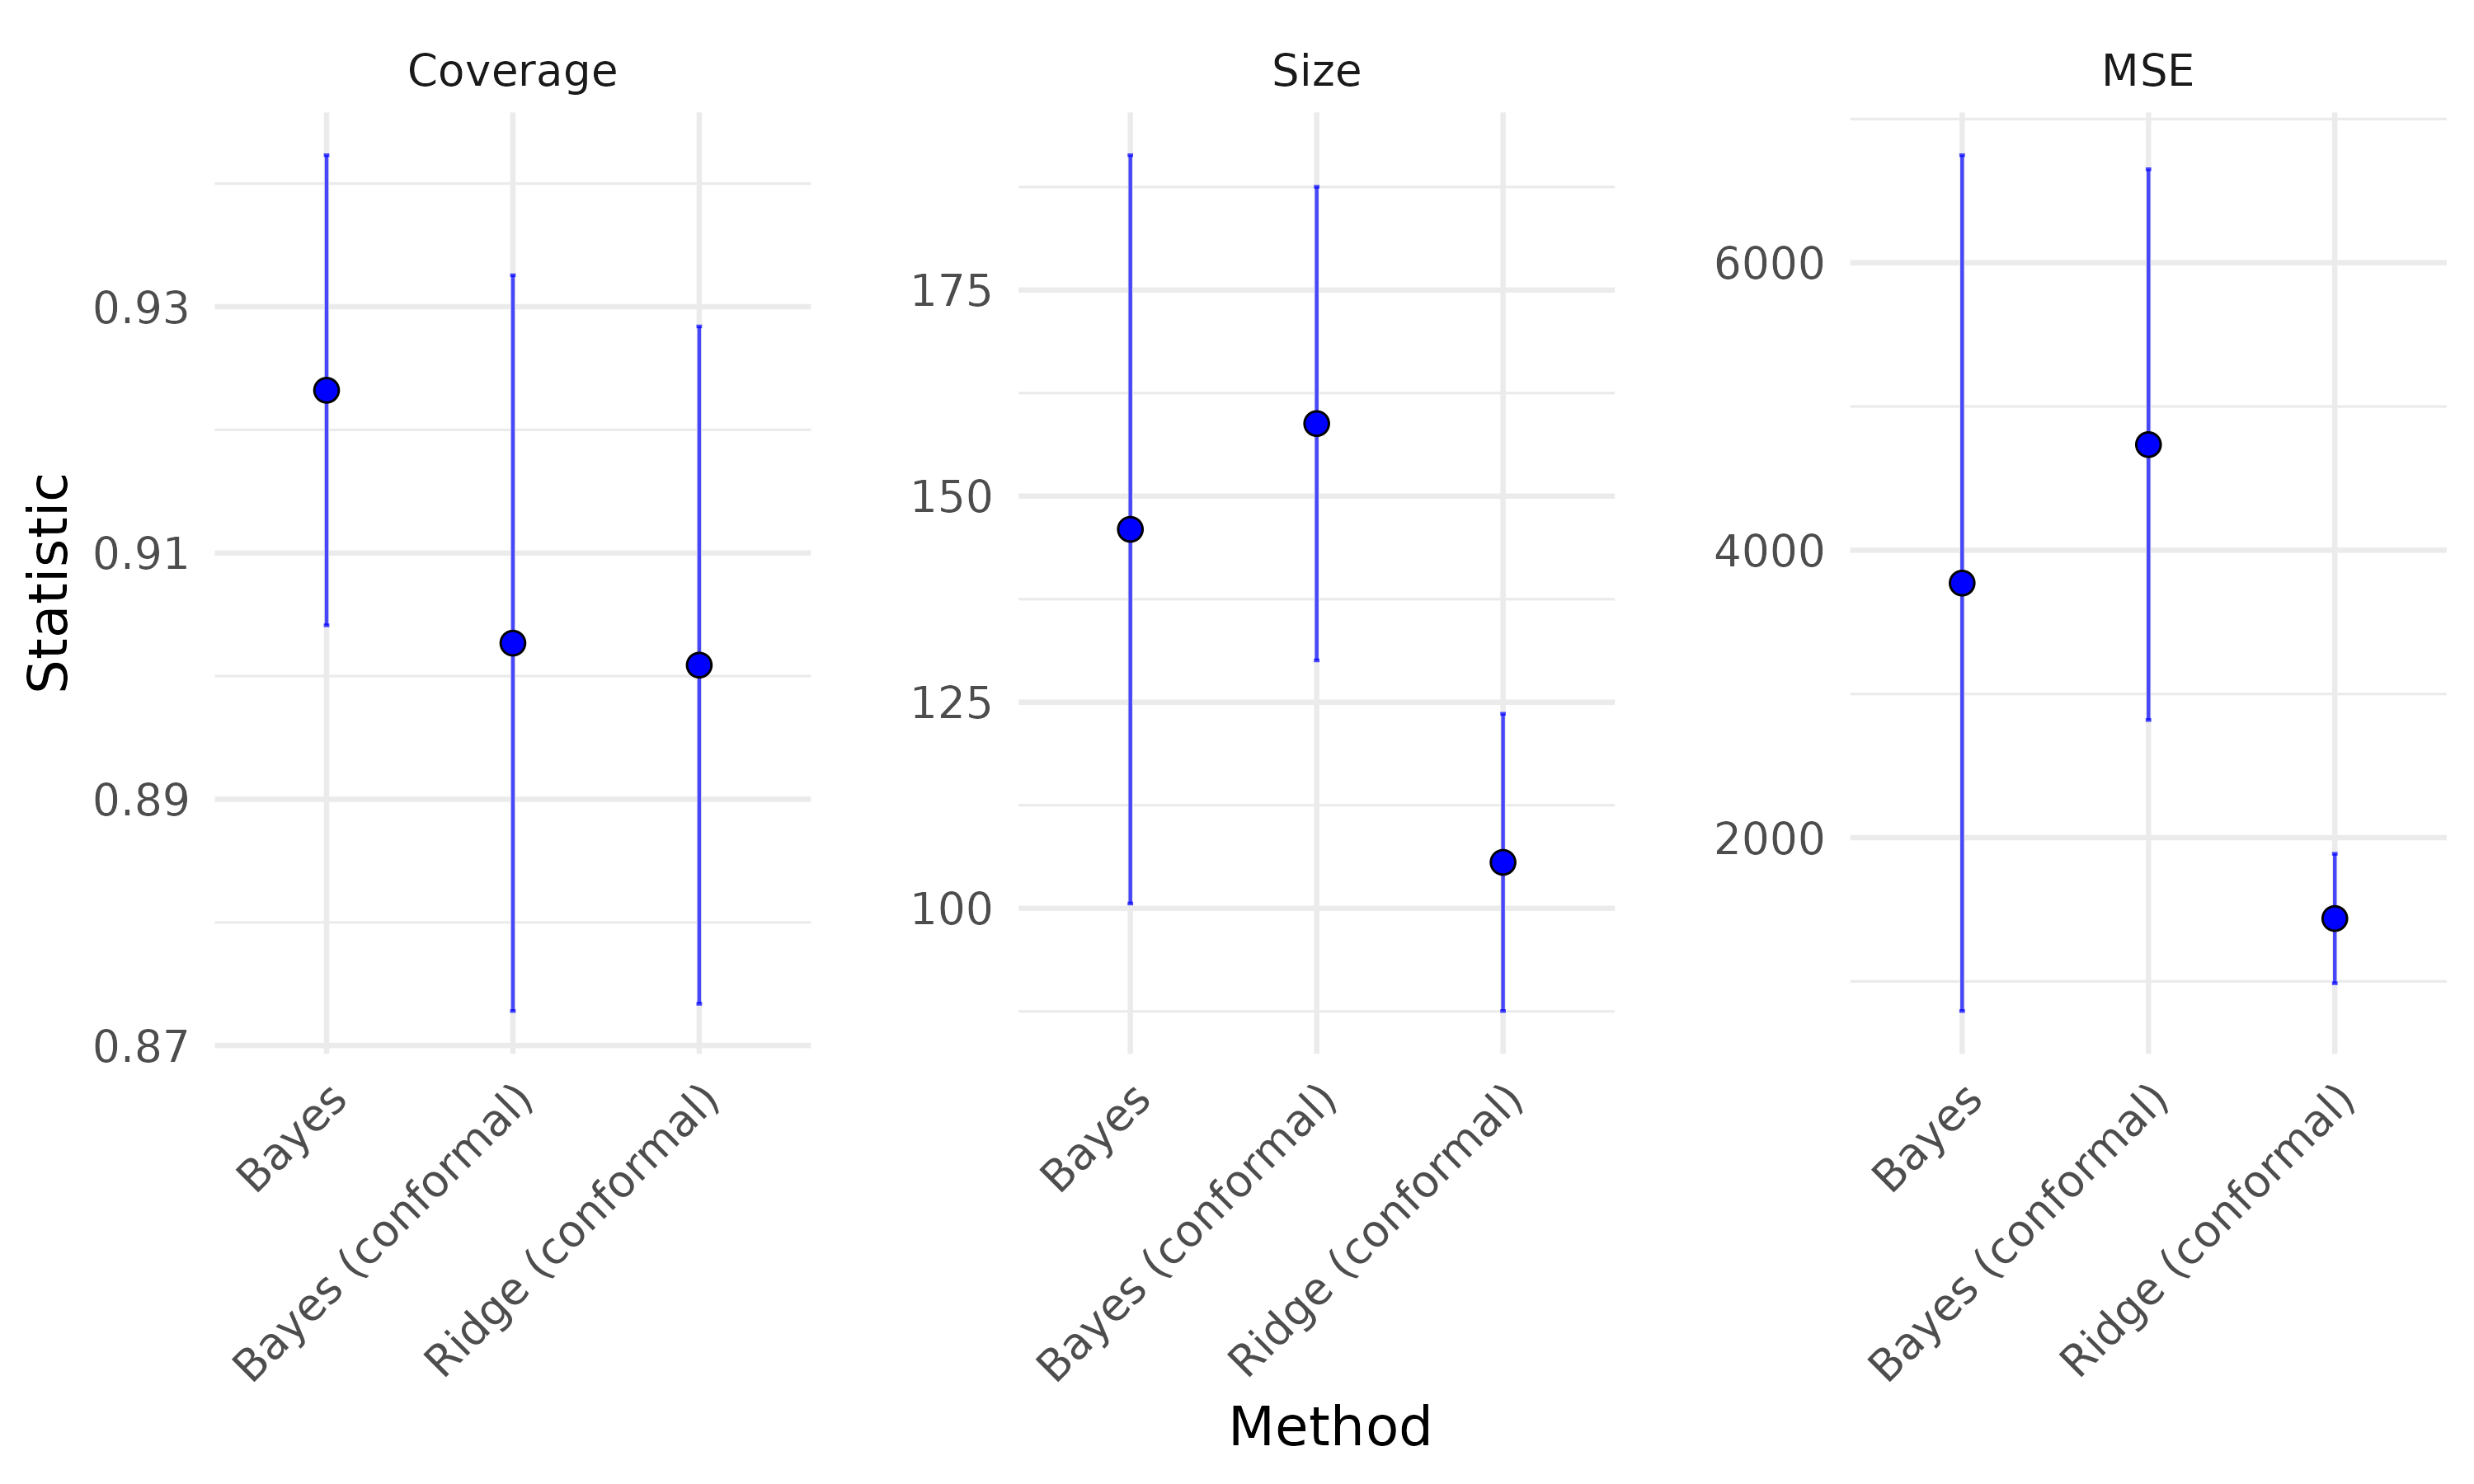 Coverage
Size
MSE
Statistic
0.93
0.91
0.89
0.87
175
150
125
100
6000
4000
2000
Bayes
Bayes (conformal)
Ridge (conformal)
Bayes
Bayes (conformal)
Ridge (conformal)
Bayes
Bayes (conformal)
Ridge (conformal)
Method